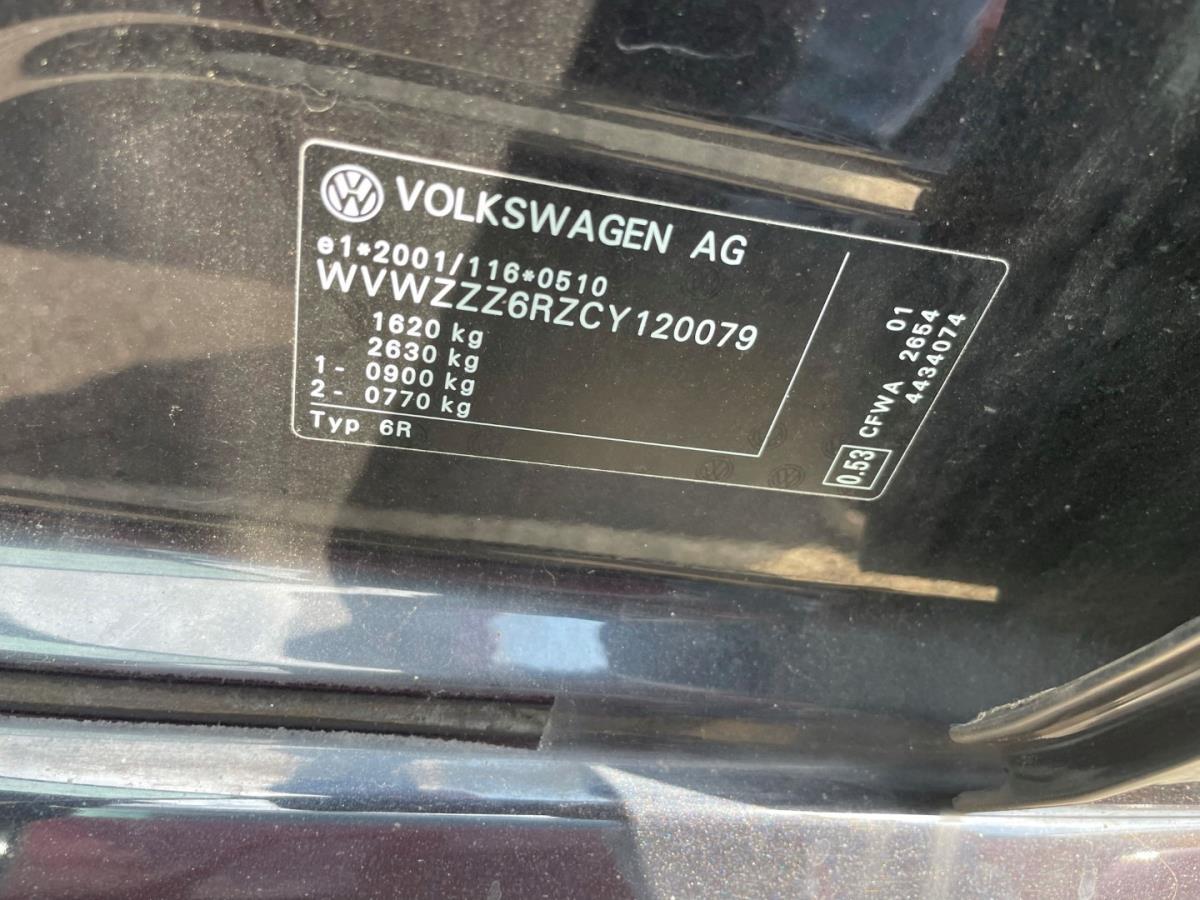 VOLKSWAGEN AG
e1*2001/116*0510
WVWZZZ6RZCY120079
1620 kg
2630 kg
1- 0900 kg
2- 0770 kg
Typ 6R
01
0.53 CFWA 2654
4434074